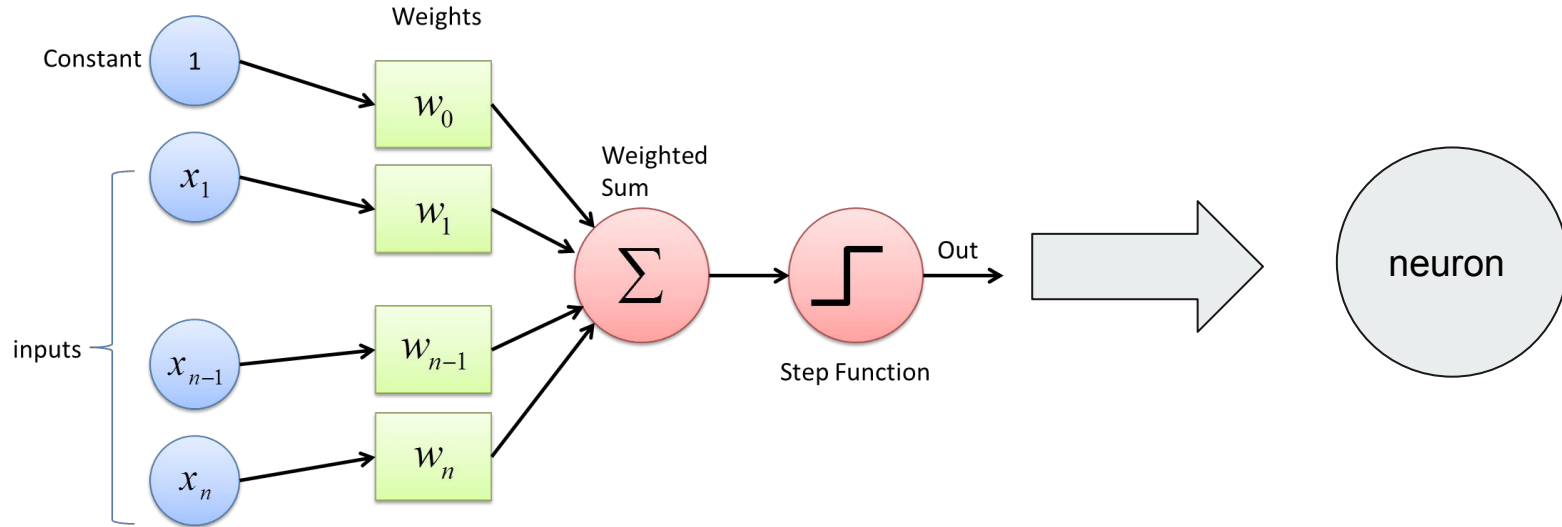 Weights
Constant
1
w₀
x₁
w₁
Weighted
Sum
Σ
Out
neuron
inputs
xₙ₋₁
wₙ₋₁
Step Function
xₙ
wₙ